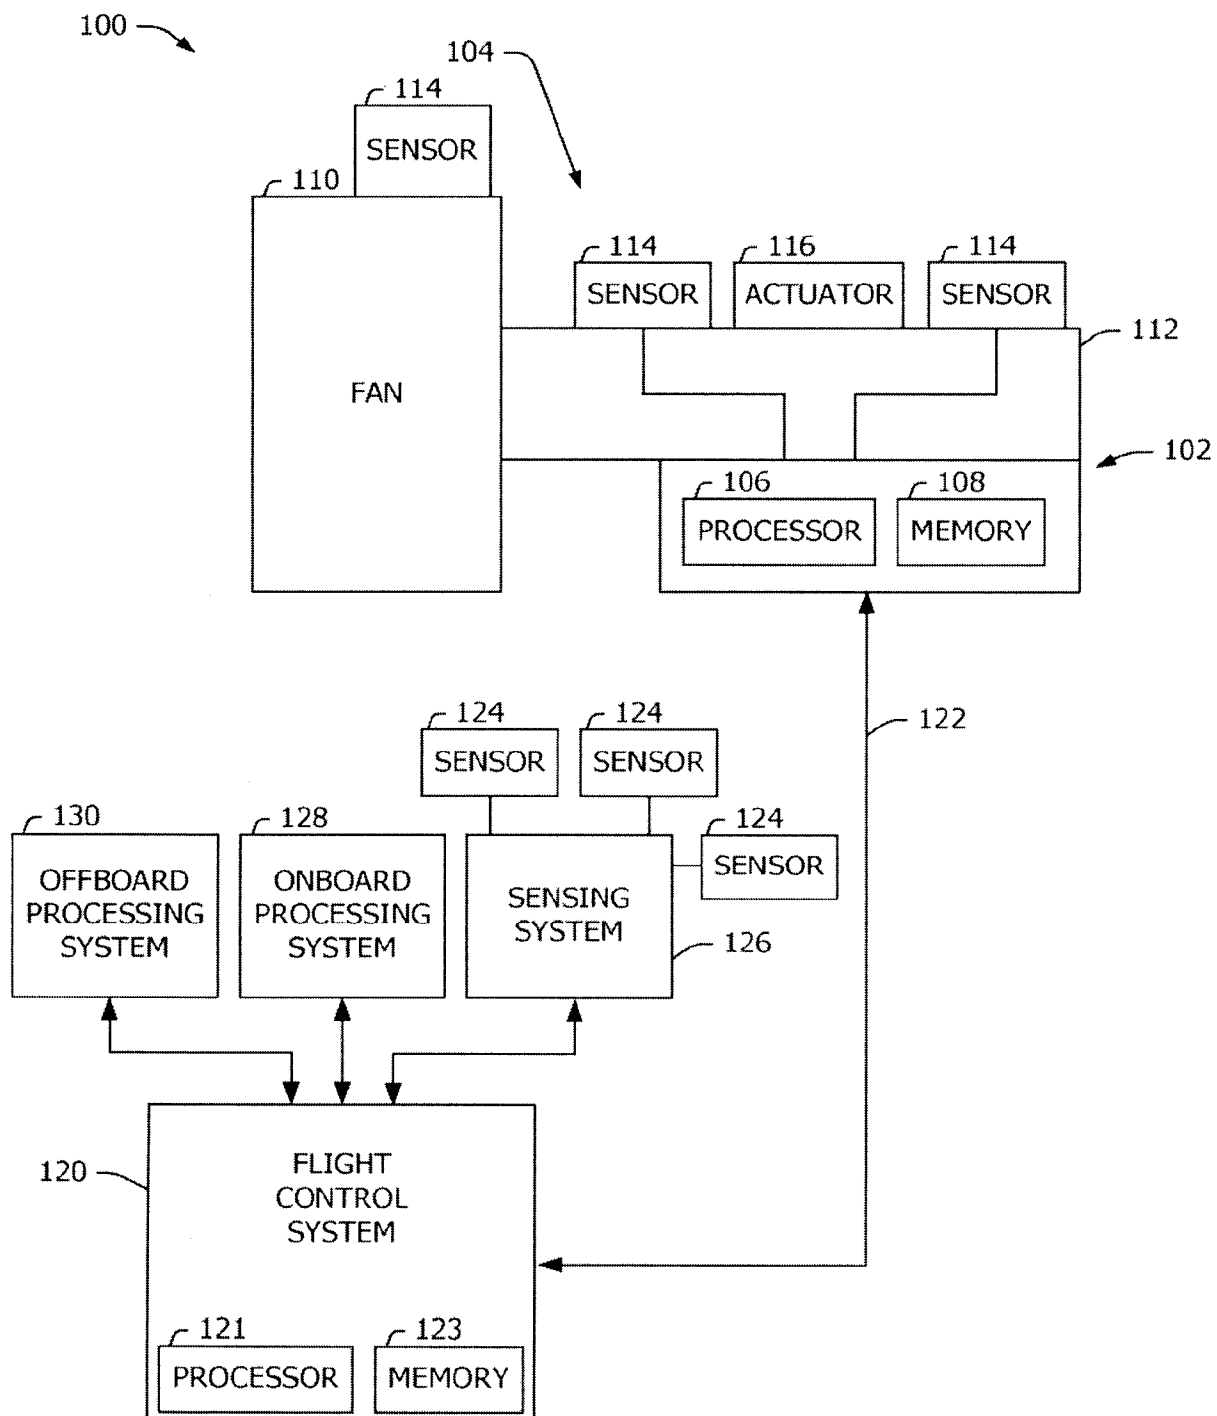 100
104
114
SENSOR
110
114
116
114
SENSOR
ACTUATOR
SENSOR
112
FAN
102
106
108
PROCESSOR
MEMORY
122
124
124
SENSOR
SENSOR
130
128
124
OFFBOARD
PROCESSING
SYSTEM
ONBOARD
PROCESSING
SYSTEM
SENSING
SYSTEM
SENSOR
126
120
FLIGHT
CONTROL
SYSTEM
121
123
PROCESSOR
MEMORY